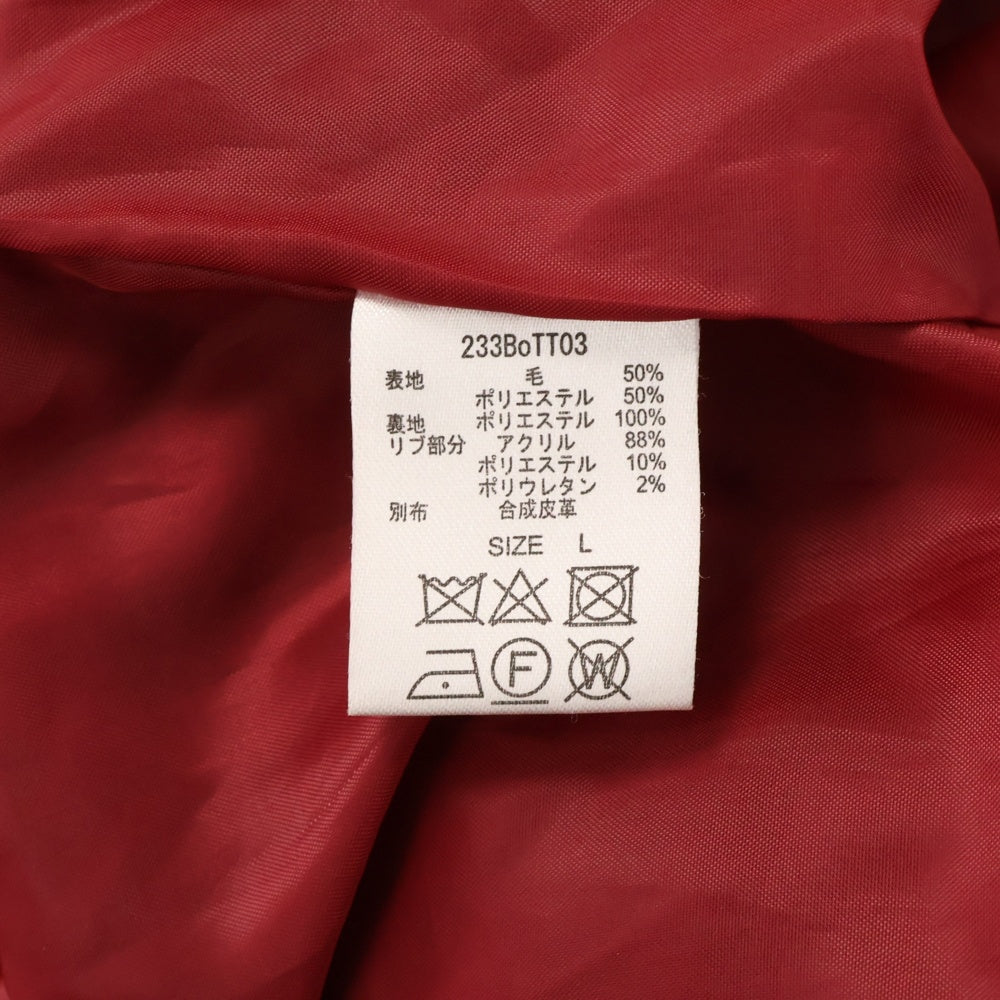 233BoTT03
表地 毛 50%
ポリエステル 50%
裏地 ポリエステル 100%
リブ部分 アクリル 88%
ポリエステル 10%
ポリウレタン 2%
別布 合成皮革
SIZE L
F W